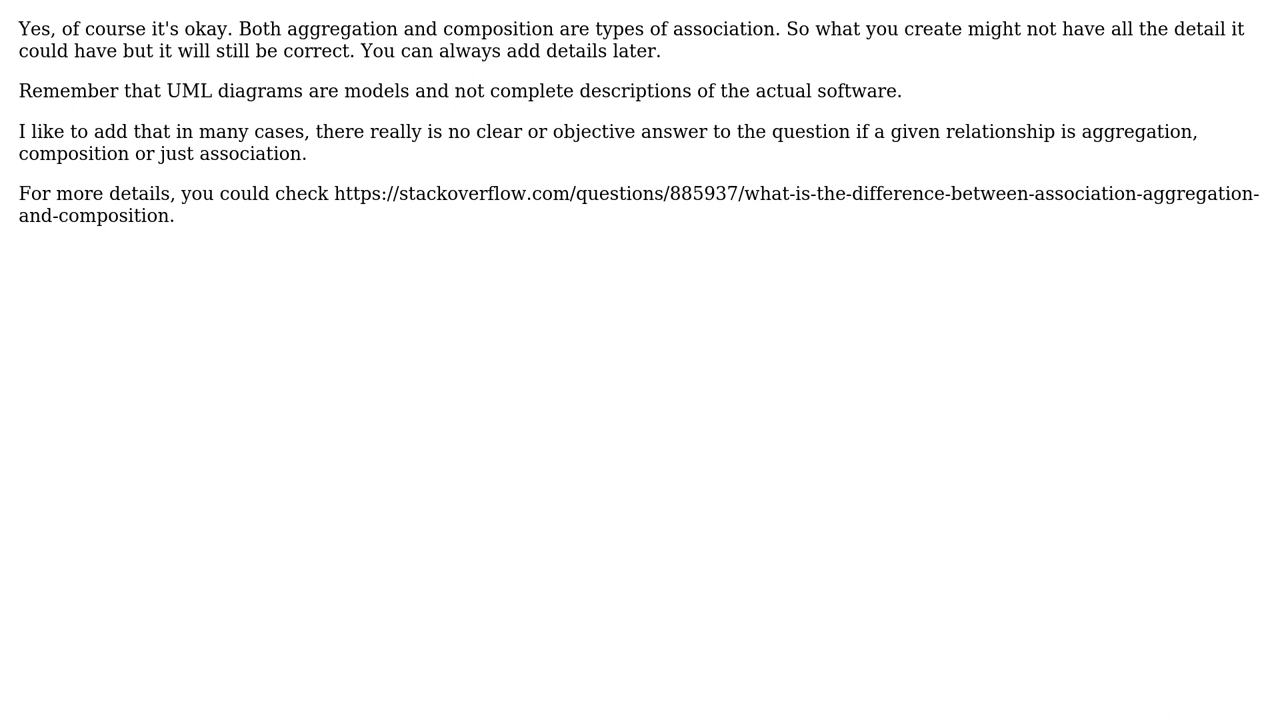 Yes, of course it's okay. Both aggregation and composition are types of association. So what you create might not have all the detail it
could have but it will still be correct. You can always add details later.
Remember that UML diagrams are models and not complete descriptions of the actual software.
I like to add that in many cases, there really is no clear or objective answer to the question if a given relationship is aggregation,
composition or just association.
For more details, you could check https://stackoverflow.com/questions/885937/what-is-the-difference-between-association-aggregation-
and-composition.